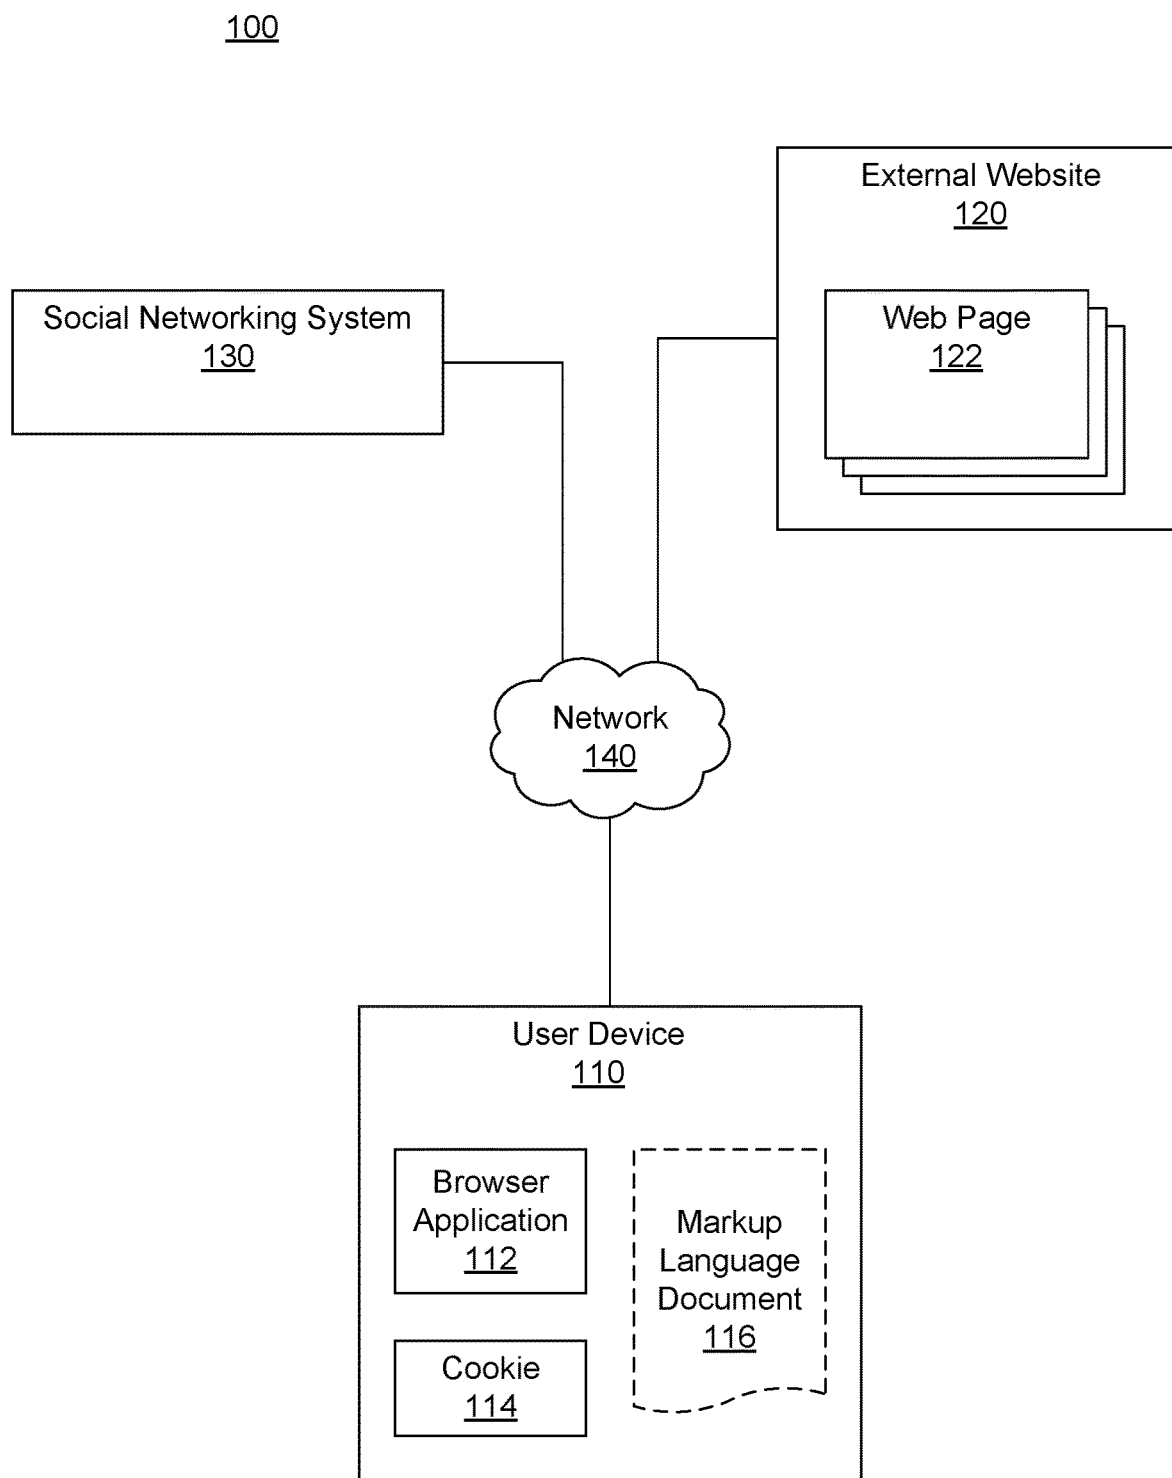 100
External Website
120
Social Networking System
130
Web Page
122
Network
140
User Device
110
Browser
Application
112
Markup
Language
Document
116
Cookie
114